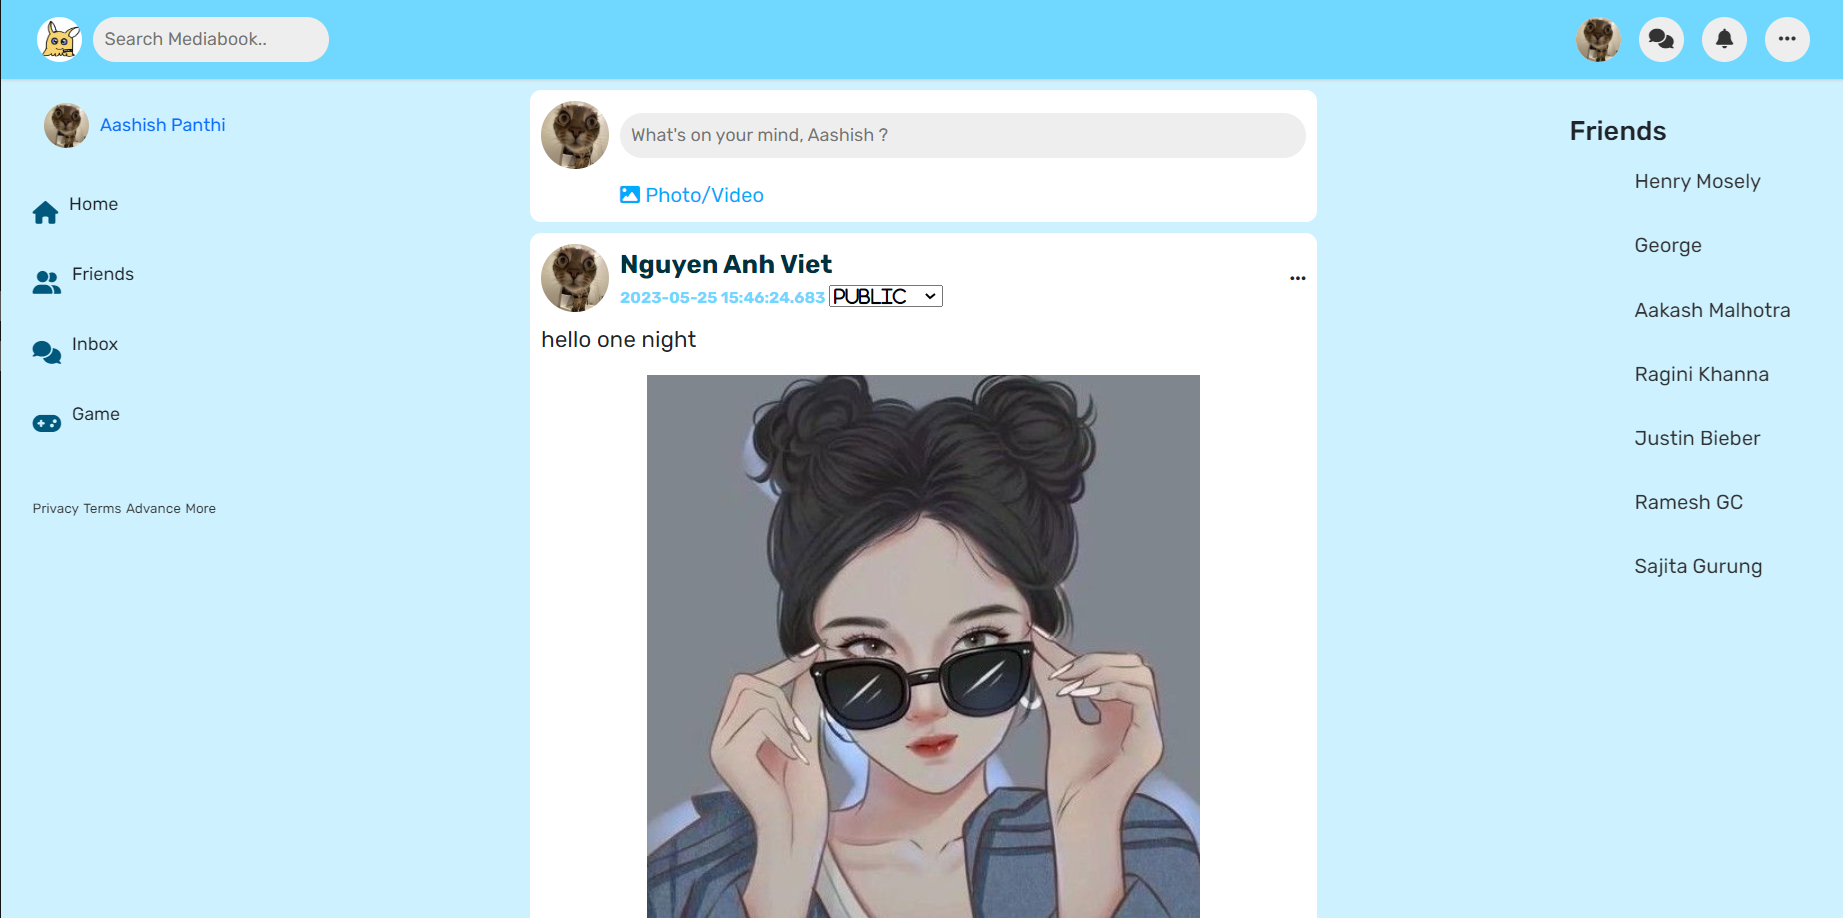 Search Mediabook..
Aashish Panthi
Home
Friends
Inbox
Game
Privacy Terms Advance More
What's on your mind, Aashish ?
Photo/Video
Nguyen Anh Viet
2023-05-25 15:46:24.683 PUBLIC
hello one night
Friends
Henry Mosely
George
Aakash Malhotra
Ragini Khanna
Justin Bieber
Ramesh GC
Sajita Gurung